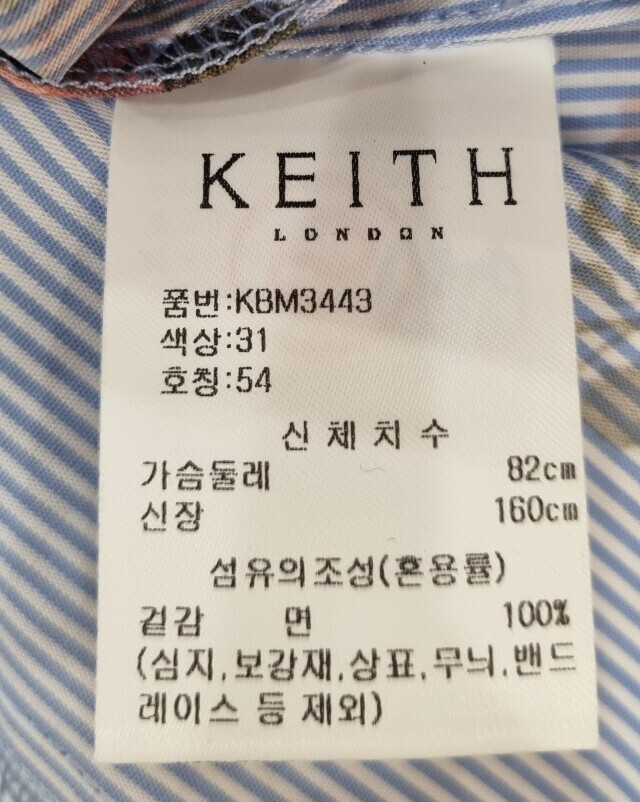 KEITH
LONDON
품번:KBM3443
색상:31
호칭:54
신체치수
가슴둘레 82cm
신장 160cm
섬유의조성(혼용률)
겉감 면 100%
(심지,보강재,상표,무늬,밴드
레이스 등 제외)